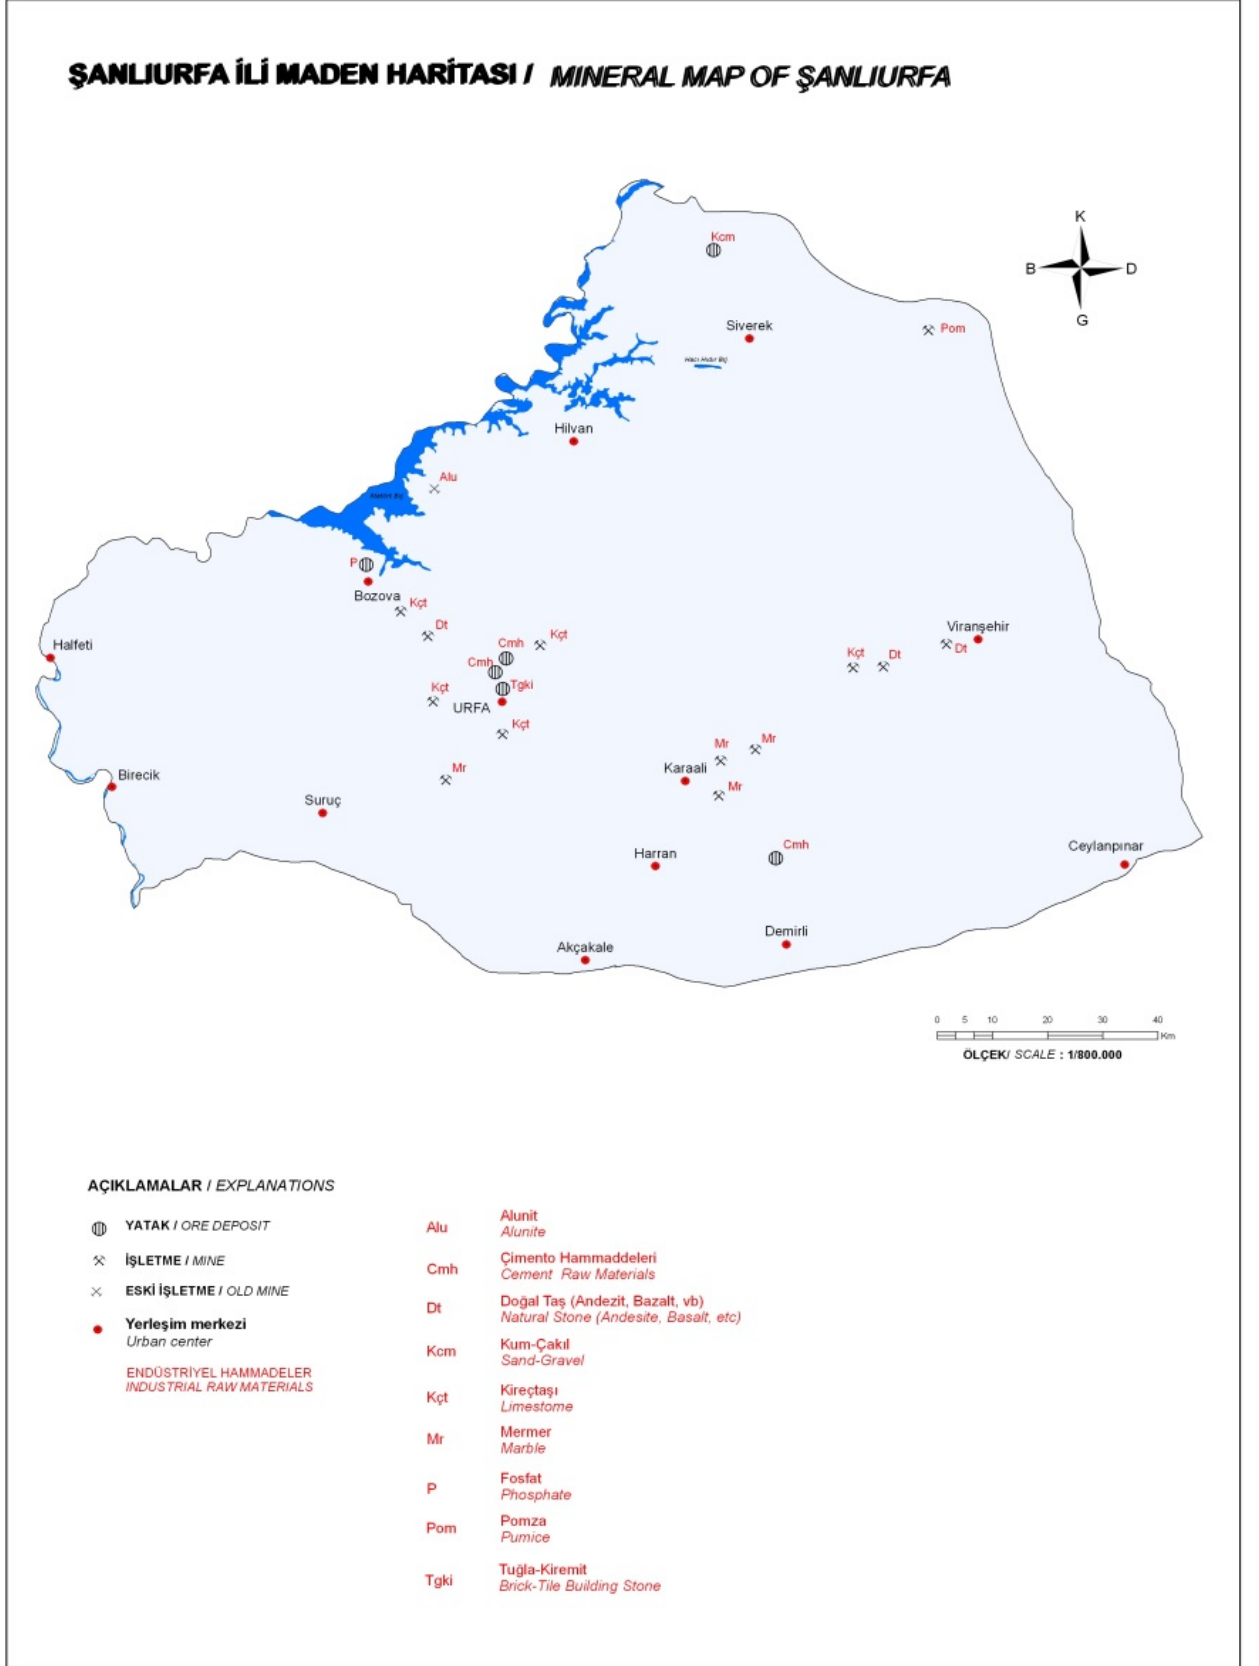 ŞANLIURFA İLİ MADEN HARİTASI / MINERAL MAP OF ŞANLIURFA
K
B D
G
Kcm
Siverek
Pom
Hacı Hıdır Brj
Hilvan
Alu
Atatürk Brj
P
Bozova
Kçt
Dt
Kçt
Cmh
Cmh
Tgki
Kçt
URFA
Kçt
Halfeti
Viranşehir
Dt
Kçt
Dt
Mr
Mr
Karaali
Mr
Mr
Birecik
Suruç
Harran
Cmh
Ceylanpınar
Demirli
Akçakale
0 5 10 20 30 40
Km
ÖLÇEK/ SCALE : 1/800.000
AÇIKLAMALAR / EXPLANATIONS
YATAK / ORE DEPOSIT
İŞLETME / MINE
ESKİ İŞLETME / OLD MINE
Yerleşim merkezi
Urban center
ENDÜSTRİYEL HAMMADELER
INDUSTRIAL RAW MATERIALS
Alu
Alunit
Alunite
Cmh
Çimento Hammaddeleri
Cement Raw Materials
Dt
Doğal Taş (Andezit, Bazalt, vb)
Natural Stone (Andesite, Basalt, etc)
Kcm
Kum-Çakıl
Sand-Gravel
Kçt
Kireçtaşı
Limestome
Mr
Mermer
Marble
P
Fosfat
Phosphate
Pom
Pomza
Pumice
Tgki
Tuğla-Kiremit
Brick-Tile Building Stone